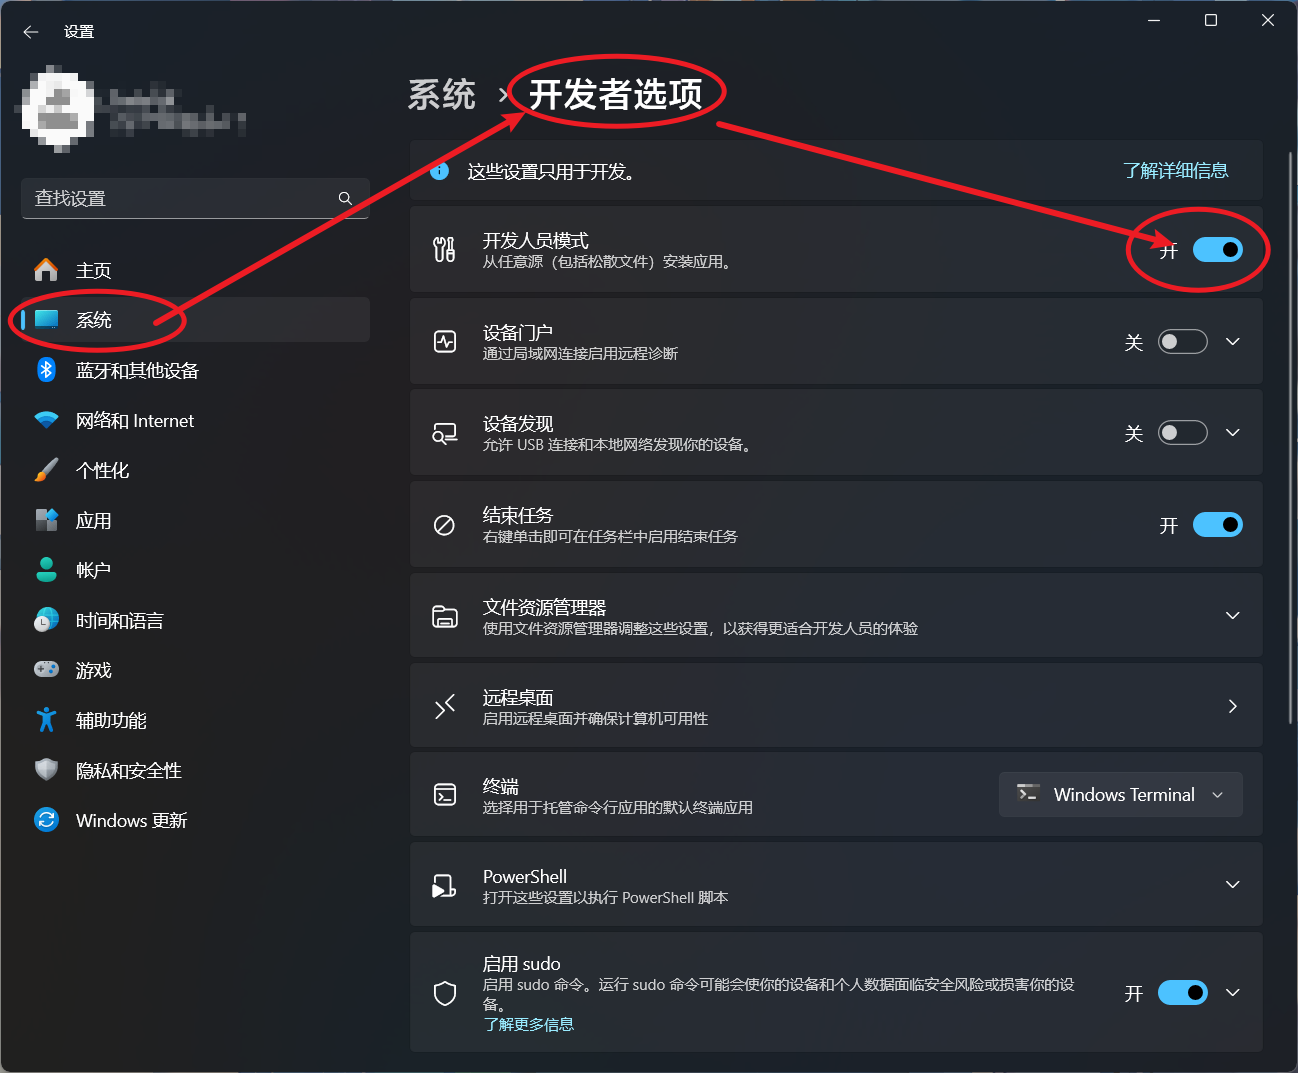 设置
查找设置
主页
系统
蓝牙和其他设备
网络和 Internet
个性化
应用
帐户
时间和语言
游戏
辅助功能
隐私和安全性
Windows 更新
系统 › 开发者选项
这些设置只用于开发。
了解详细信息
开发人员模式
从任意源（包括松散文件）安装应用。
开
设备门户
通过局域网连接启用远程诊断
关
设备发现
允许 USB 连接和本地网络发现你的设备。
关
结束任务
右键单击即可在任务栏中启用结束任务
开
文件资源管理器
使用文件资源管理器调整这些设置，以获得更适合开发人员的体验
远程桌面
启用远程桌面并确保计算机可用性
终端
选择用于托管命令行应用的默认终端应用
Windows Terminal
PowerShell
打开这些设置以执行 PowerShell 脚本
启用 sudo
启用 sudo 命令。运行 sudo 命令可能会使你的设备和个人数据面临安全风险或损害你的设
备。
了解更多信息
开